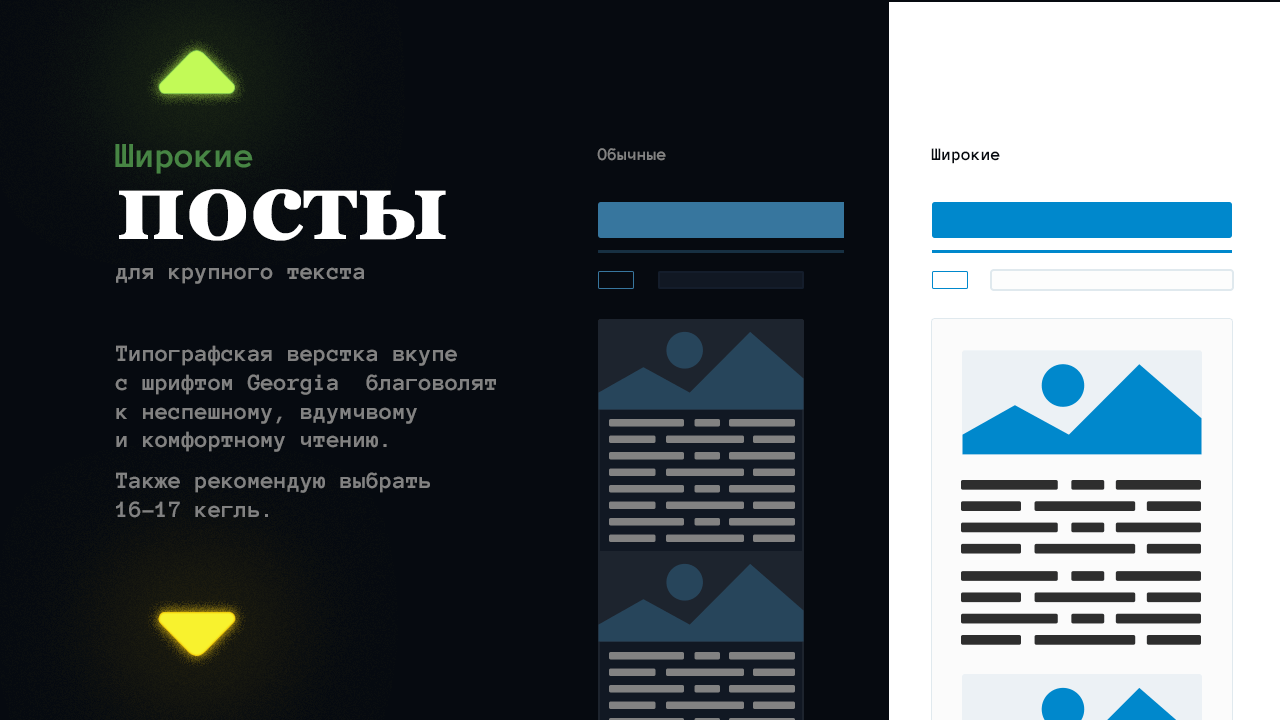 Широкие
посты
для крупного текста
Типографская верстка вкупе
с шрифтом Georgia  благоволят
к неспешному, вдумчвому
и комфортному чтению.
Также рекомендую выбрать
16—17 кегль.
Обычные
Широкие